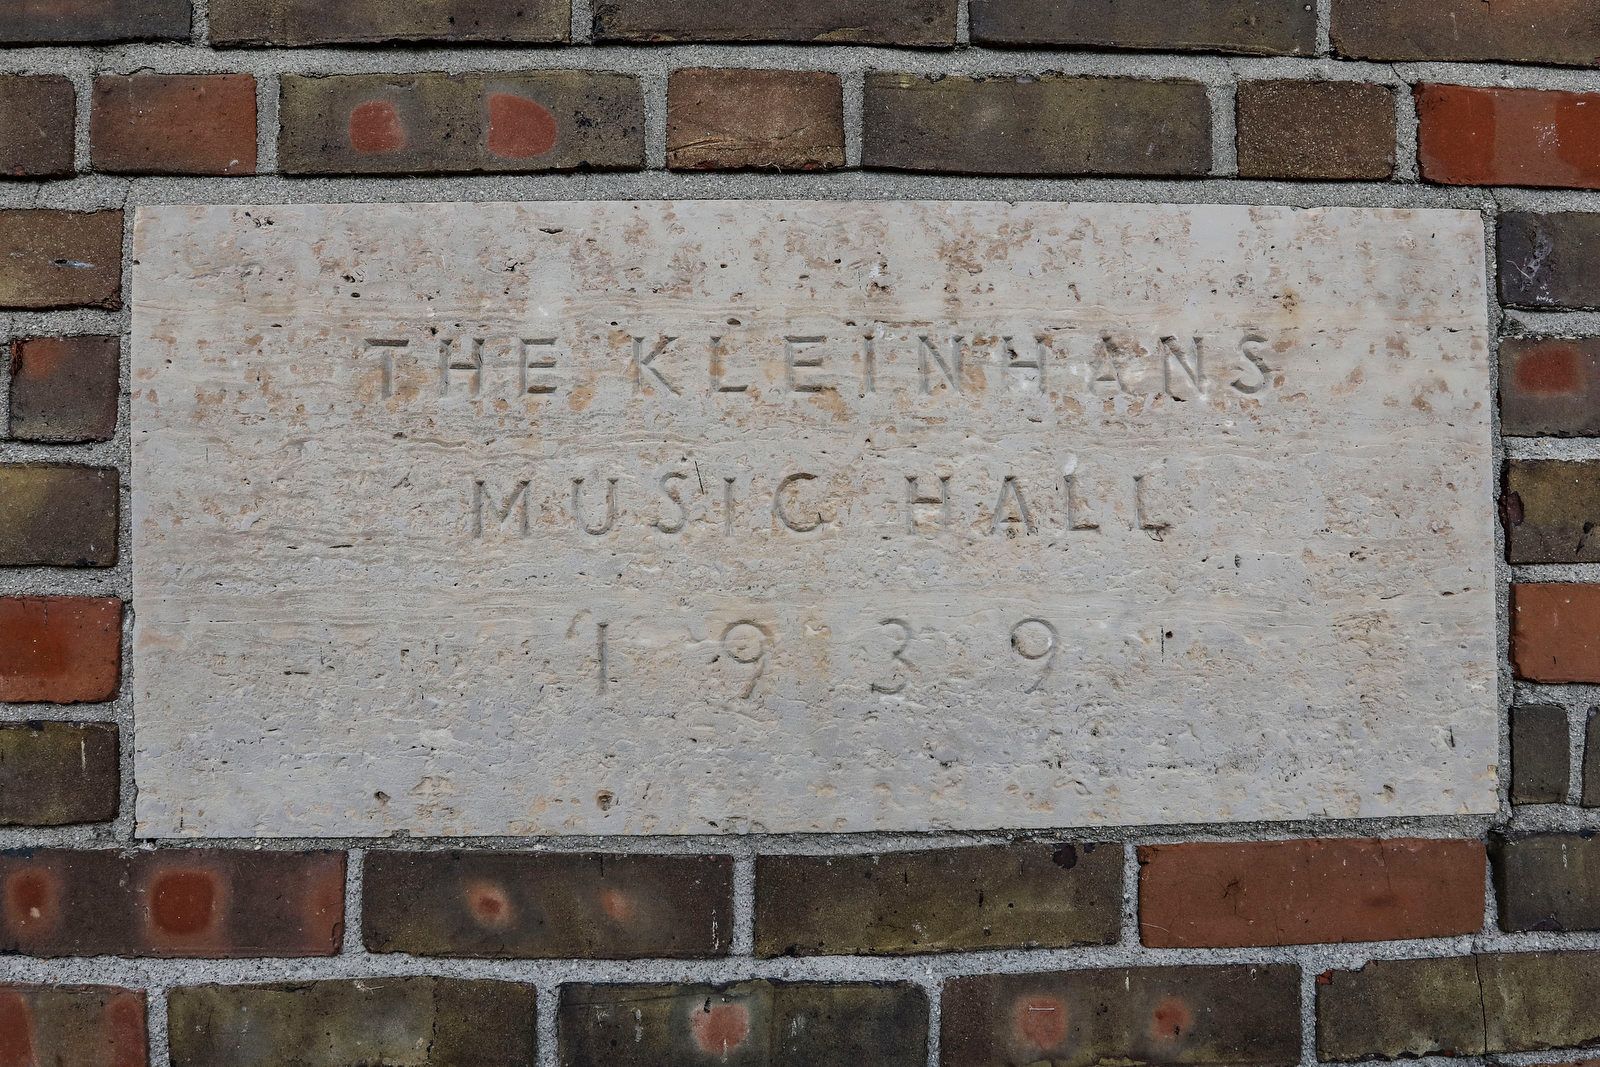 THE KLEINHANS
MUSIC HALL
1939